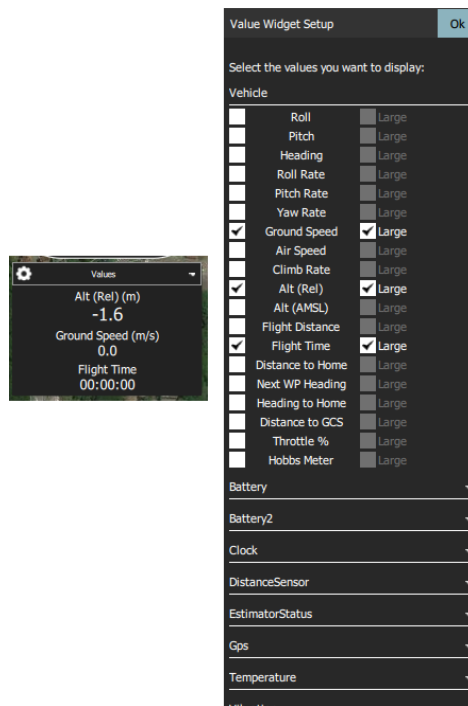 Values
Alt (Rel) (m)
-1.6
Ground Speed (m/s)
0.0
Flight Time
00:00:00
Value Widget Setup Ok
Select the values you want to display:
Vehicle
Roll Large
Pitch Large
Heading Large
Roll Rate Large
Pitch Rate Large
Yaw Rate Large
Ground Speed Large
Air Speed Large
Climb Rate Large
Alt (Rel) Large
Alt (AMSL) Large
Flight Distance Large
Flight Time Large
Distance to Home Large
Next WP Heading Large
Heading to Home Large
Distance to GCS Large
Throttle % Large
Hobbs Meter Large
Battery
Battery2
Clock
DistanceSensor
EstimatorStatus
Gps
Temperature